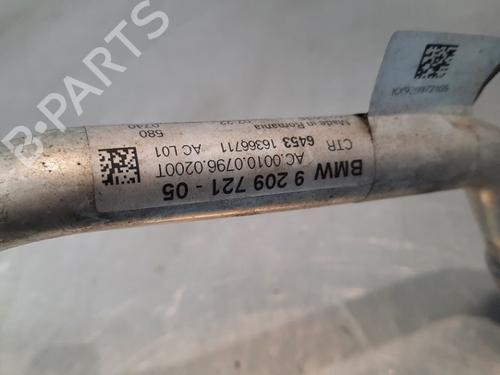 BMW 9 209 721 - 05
AC.0010.0796.0200T
CTR 6453 16366711 AC L01
Made in Romania
580
B-PARTS